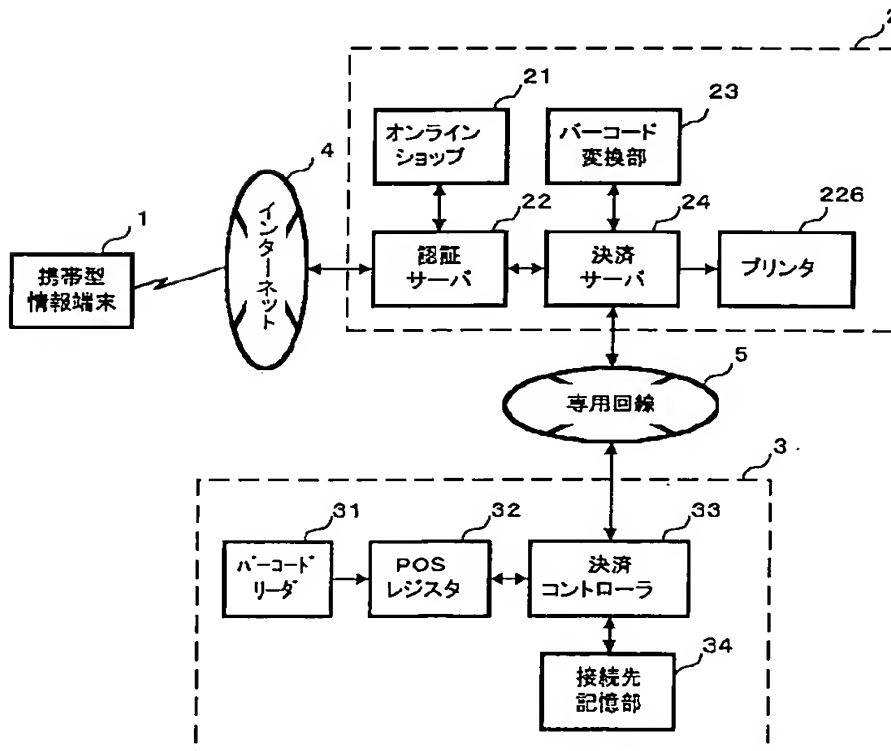 2
21
オンライン
ショップ
23
バーコード
変換部
4
インターネット
1
携帯型
情報端末
22
認証
サーバ
24
決済
サーバ
226
プリンタ
5
専用回線
3
31
バーコード
リーダ
32
POS
レジスタ
33
決済
コントローラ
34
接続先
記憶部